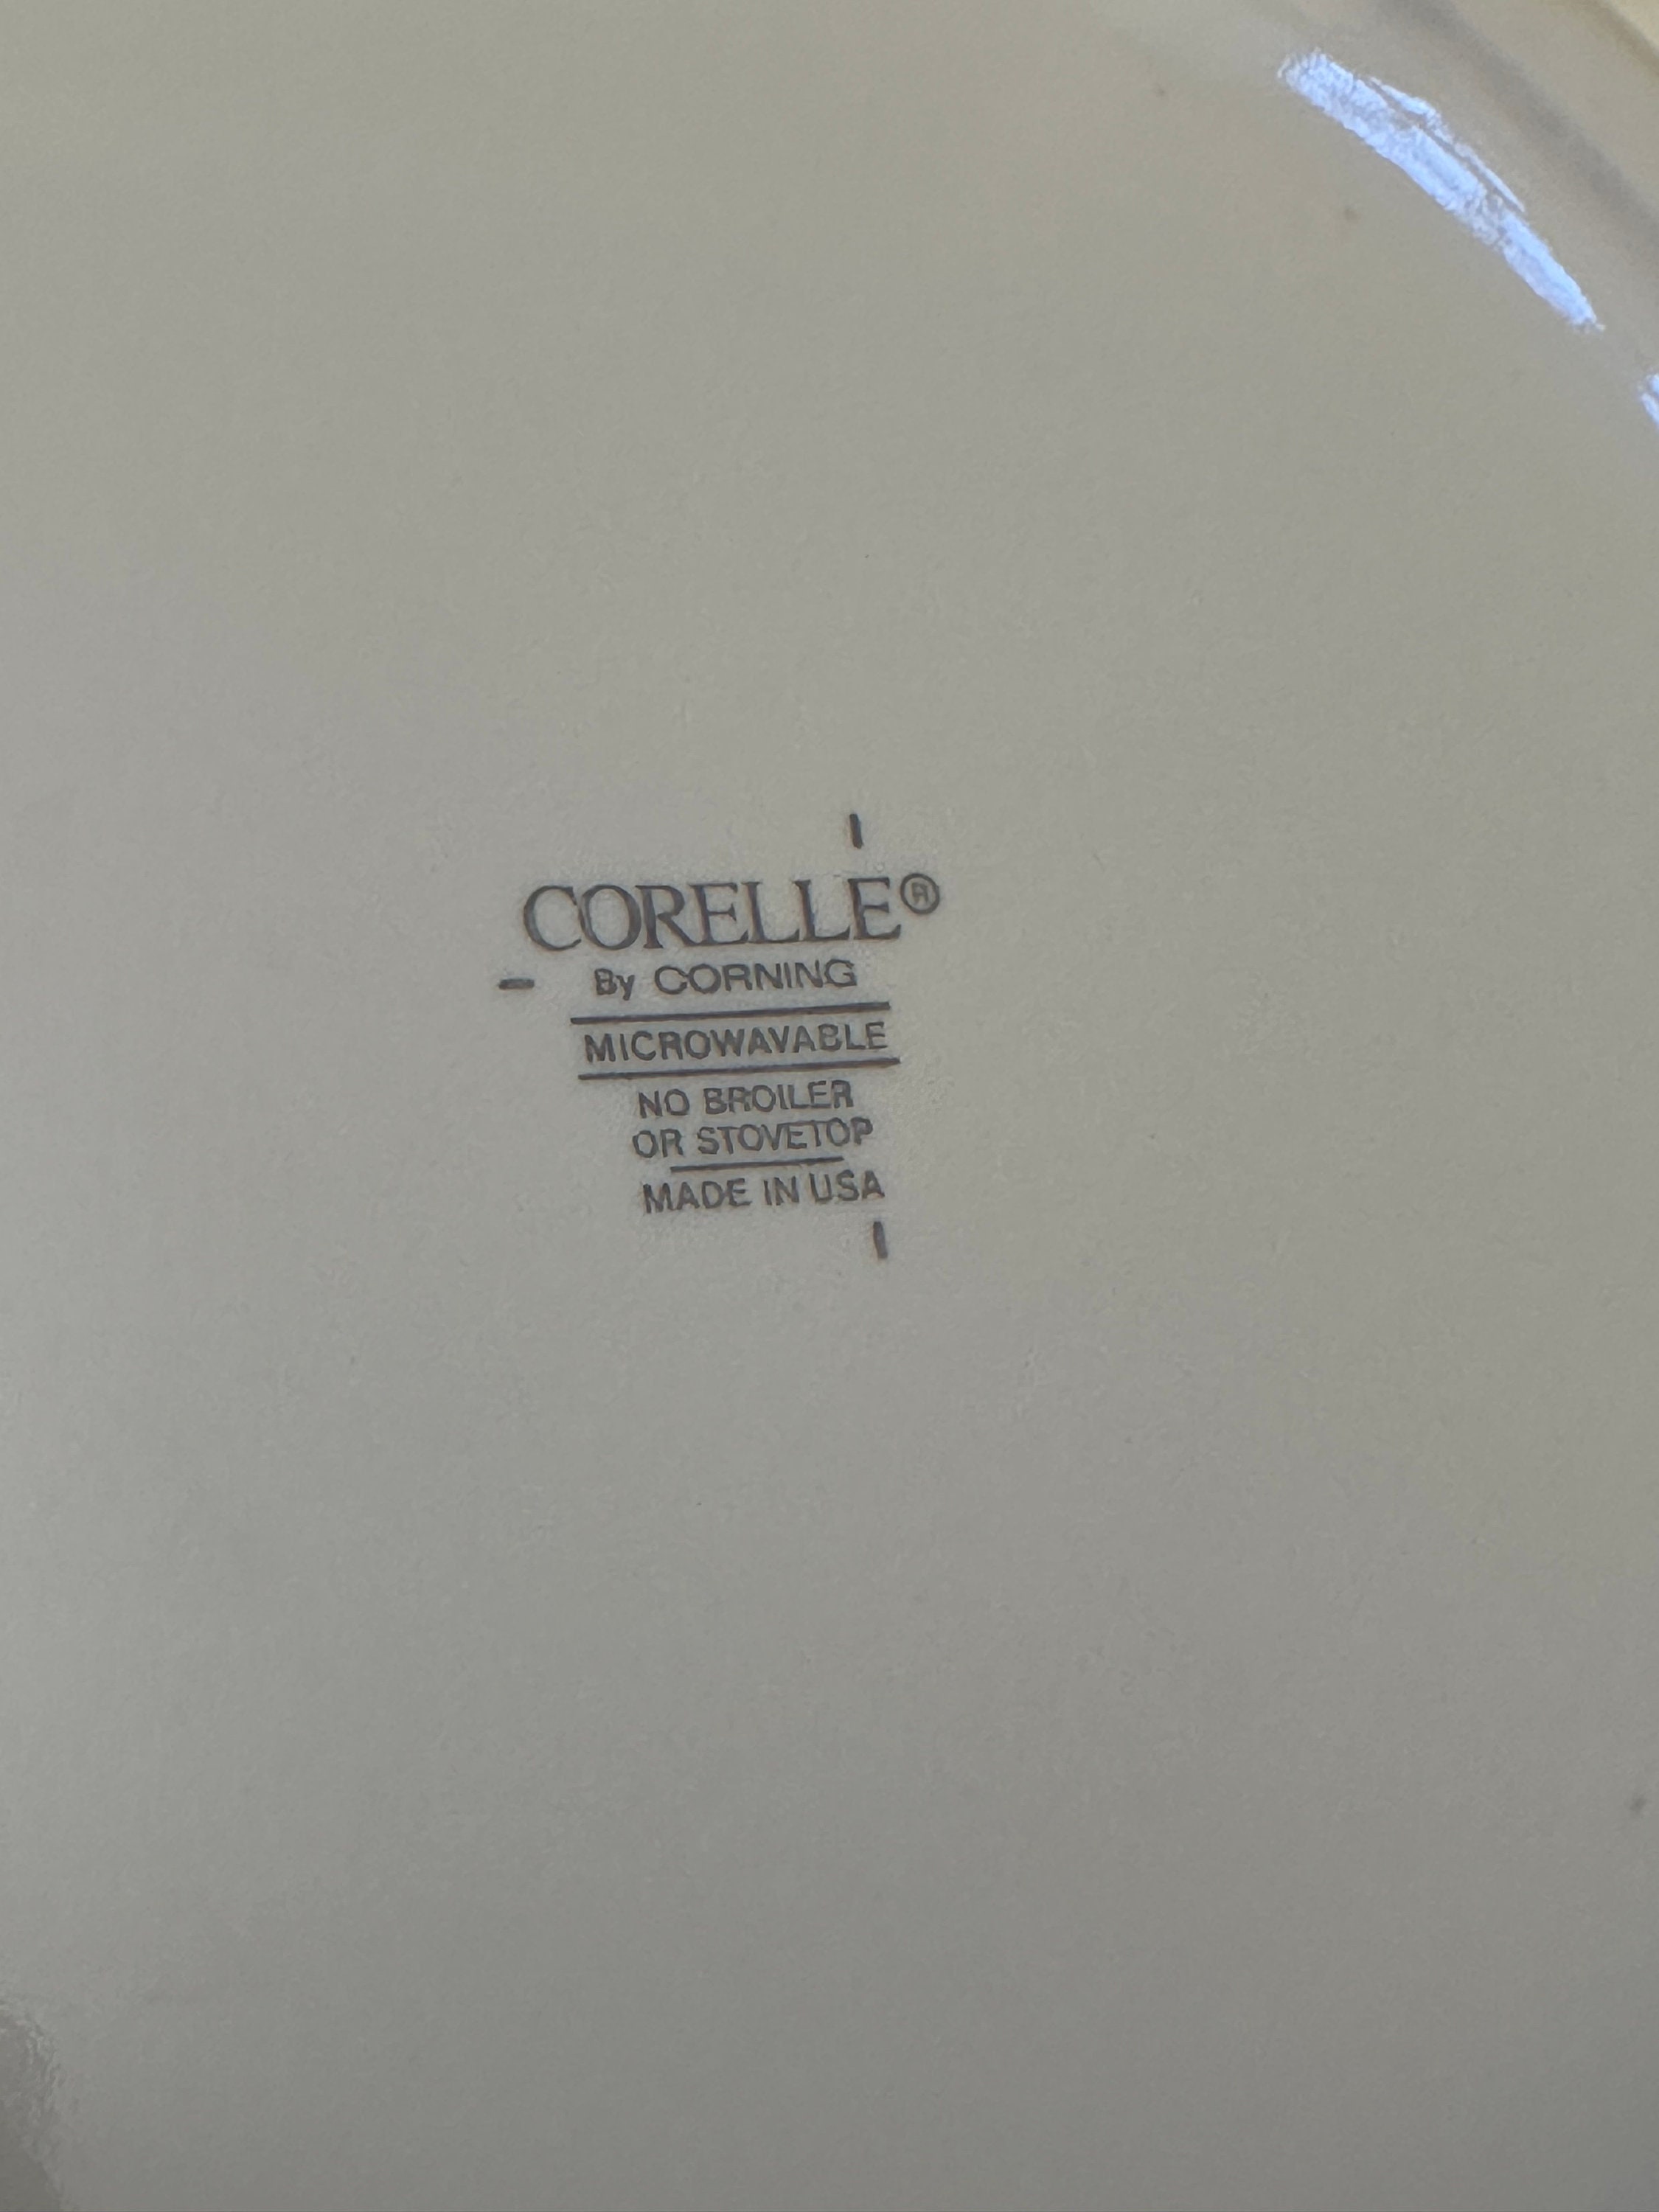 CORELLE®
By CORNING
MICROWAVABLE
NO BROILER
OR STOVETOP
MADE IN USA